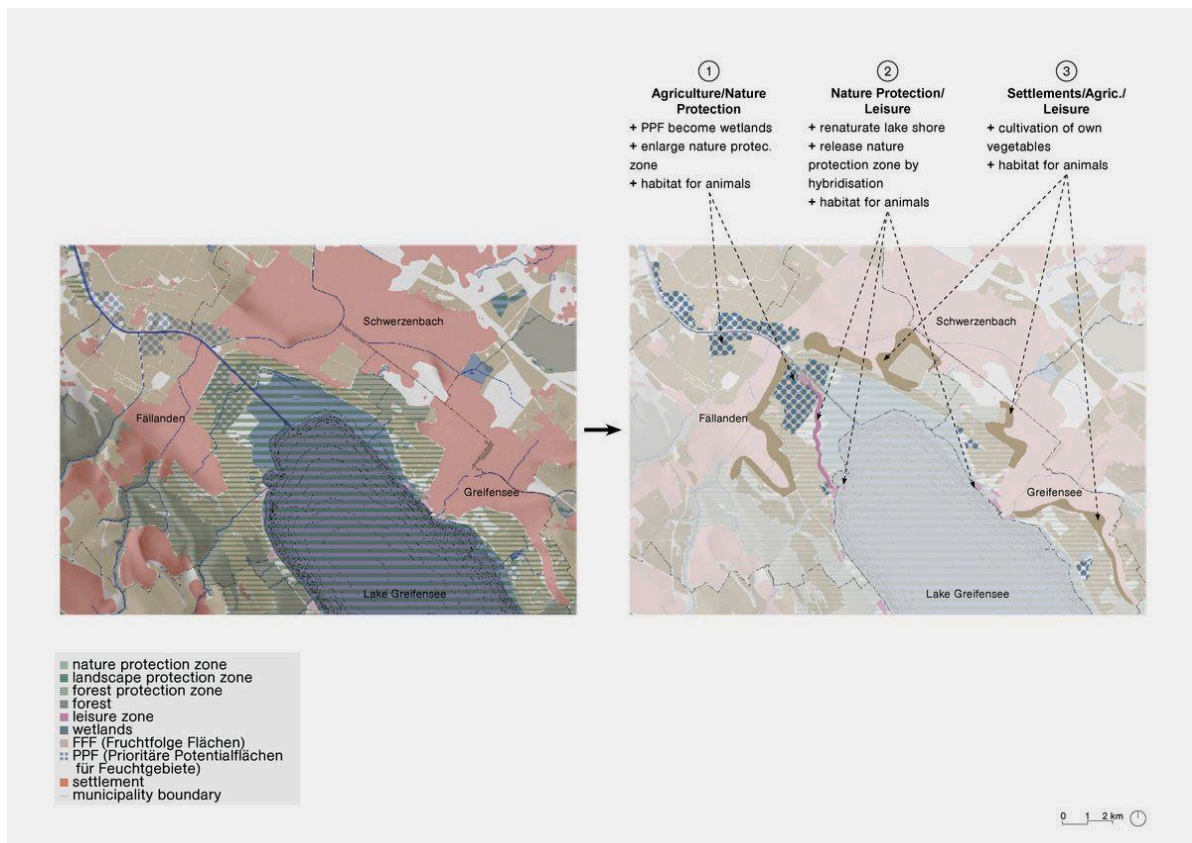 1
Agriculture/Nature
Protection
+ PPF become wetlands
+ enlarge nature protec.
zone
+ habitat for animals
2
Nature Protection/
Leisure
+ renaturate lake shore
+ release nature
protection zone by
hybridisation
+ habitat for animals
3
Settlements/Agric./
Leisure
+ cultivation of own
vegetables
+ habitat for animals
Schwerzenbach
Fällanden
Greifensee
Lake Greifensee
Schwerzenbach
Fällanden
Greifensee
Lake Greifensee
nature protection zone
landscape protection zone
forest protection zone
forest
leisure zone
wetlands
FFF (Fruchtfolge Flächen)
PPF (Prioritäre Potentialflächen
für Feuchtgebiete)
settlement
municipality boundary
0 1 2 km